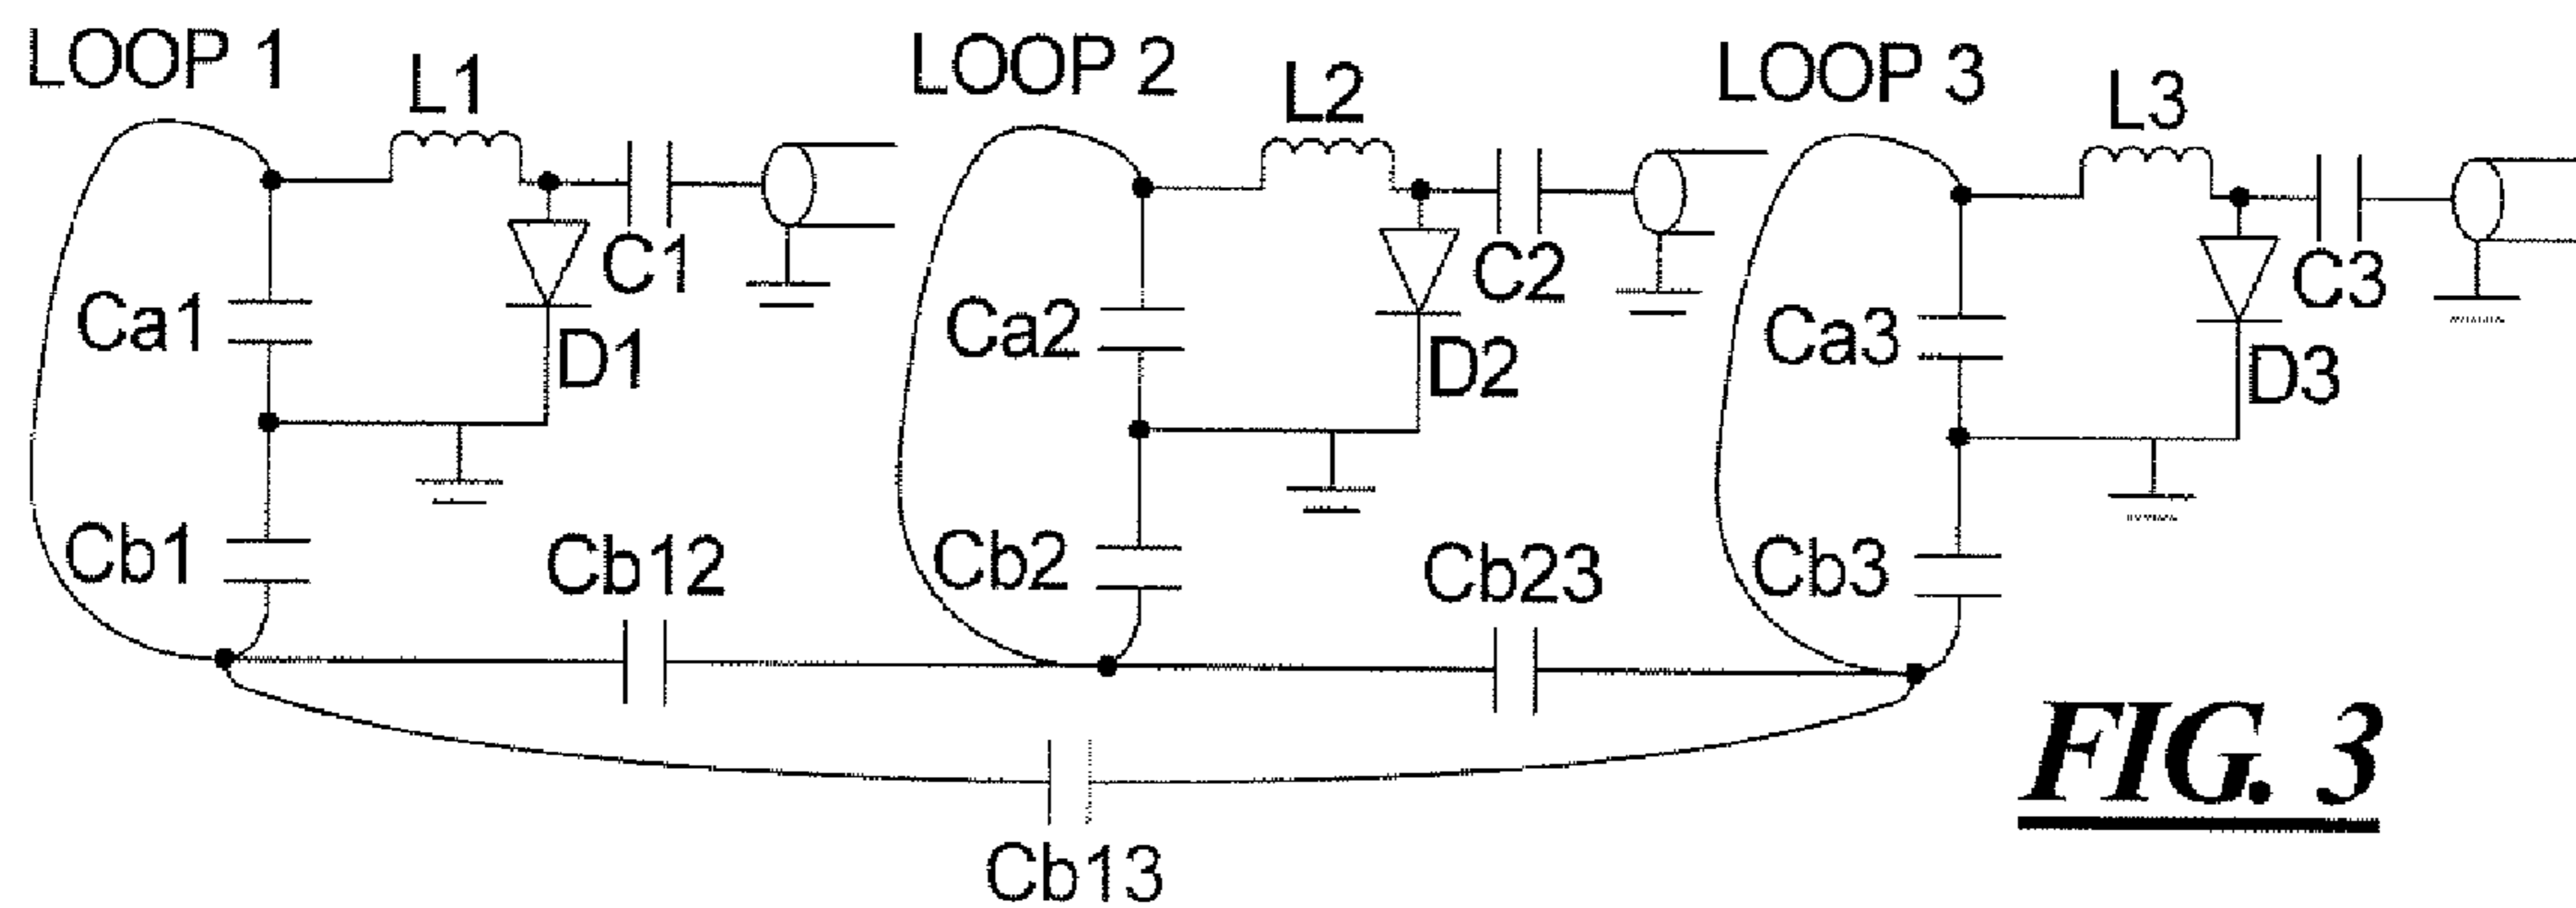 LOOP 1
L1
LOOP 2
L2
LOOP 3
L3
Ca1
C1
D1
Ca2
C2
D2
Ca3
C3
D3
Cb1
Cb12
Cb2
Cb23
Cb3
Cb13
FIG. 3